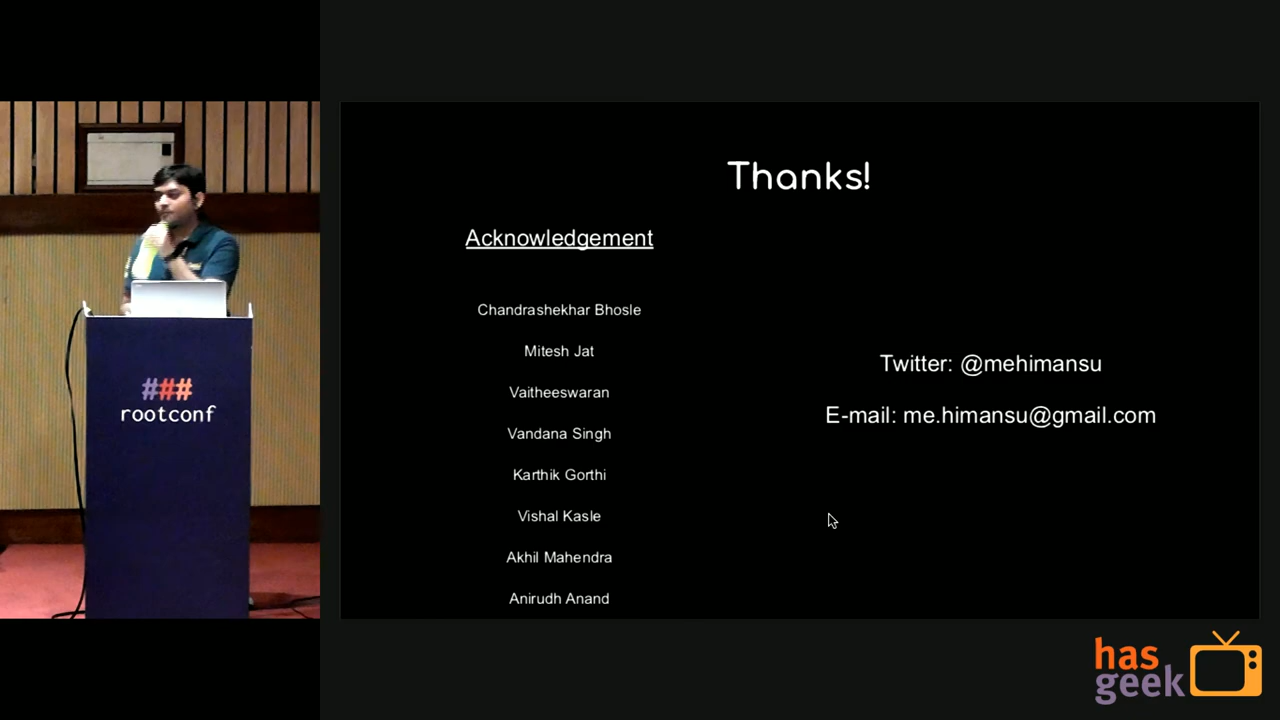 Thanks!
Acknowledgement
Chandrashekhar Bhosle
Mitesh Jat
Vaitheeswaran
Vandana Singh
Karthik Gorthi
Vishal Kasle
Akhil Mahendra
Anirudh Anand
Twitter: @mehimansu
E-mail: me.himansu@gmail.com
###
rootconf
has
geek